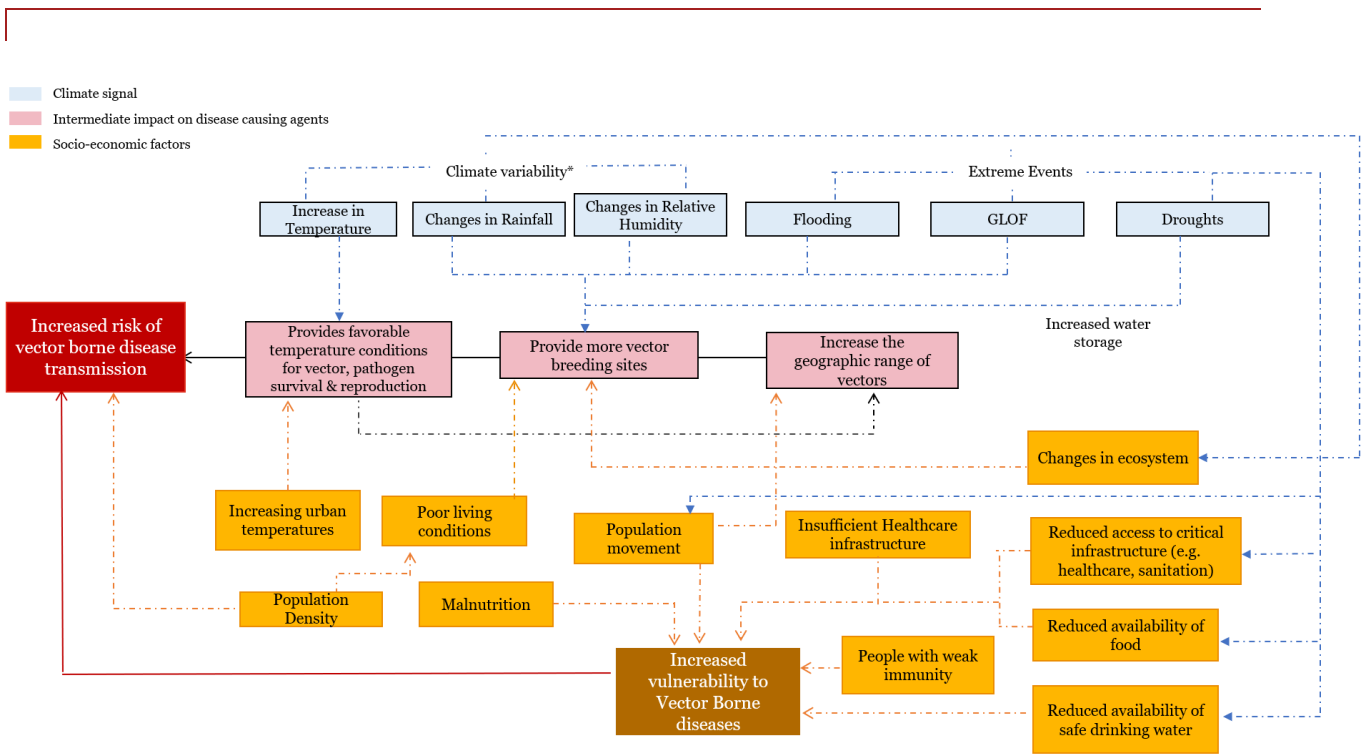 Climate signal
Intermediate impact on disease causing agents
Socio-economic factors
Climate variability*
Extreme Events
Increase in
Temperature
Changes in Rainfall
Changes in Relative
Humidity
Flooding
GLOF
Droughts
Increased risk of
vector borne disease
transmission
Provides favorable
temperature conditions
for vector, pathogen
survival & reproduction
Provide more vector
breeding sites
Increase the
geographic range of
vectors
Increased water
storage
Changes in ecosystem
Increasing urban
temperatures
Poor living
conditions
Population
movement
Insufficient Healthcare
infrastructure
Reduced access to critical
infrastructure (e.g.
healthcare, sanitation)
Population
Density
Malnutrition
Reduced availability of
food
Increased
vulnerability to
Vector Borne
diseases
People with weak
immunity
Reduced availability of
safe drinking water